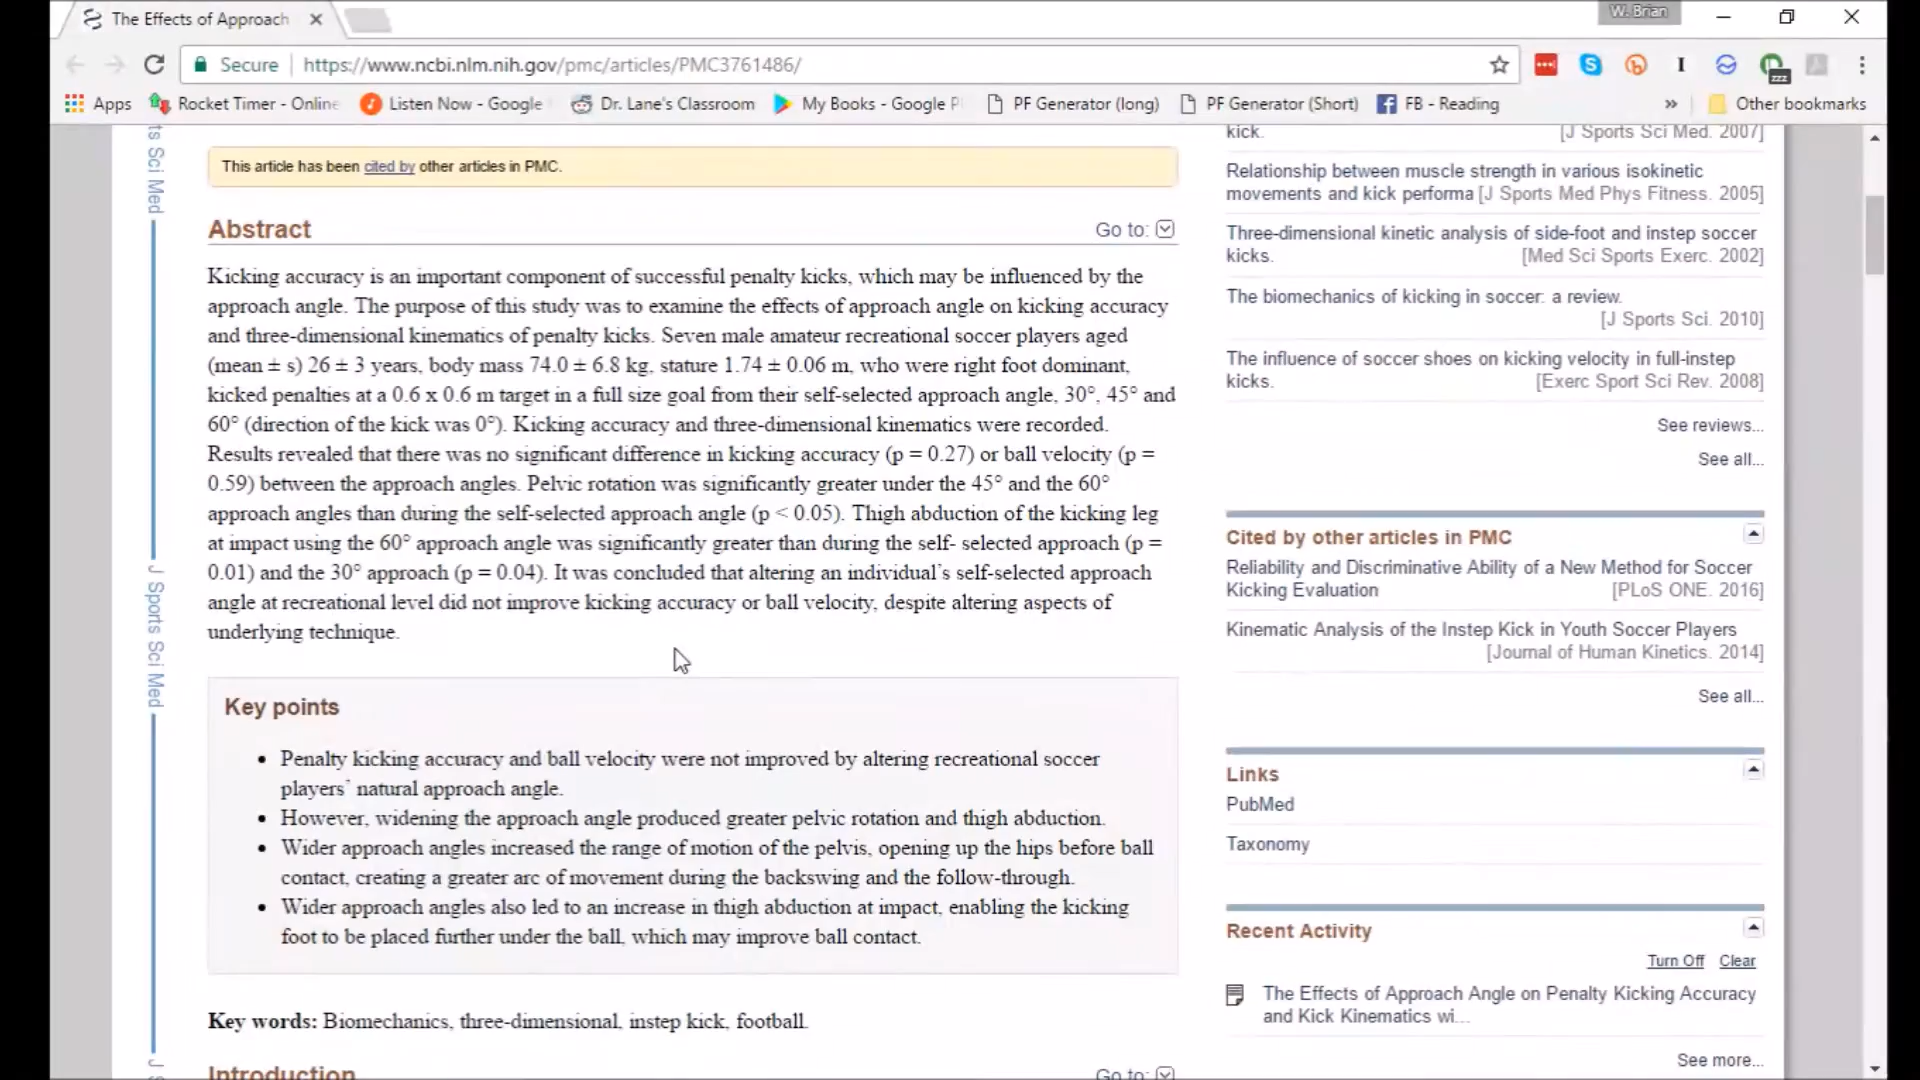 The Effects of Approach
W. Brian
Secure
https://www.ncbi.nlm.nih.gov/pmc/articles/PMC3761486/
zzz
Apps
Rocket Timer - Online
Listen Now - Google
Dr. Lane's Classroom
My Books - Google P
PF Generator (long)
PF Generator (Short)
FB - Reading
»
Other bookmarks
ts Sci Med
J Sports Sci Med
This article has been cited by other articles in PMC.
Abstract
Go to:
Kicking accuracy is an important component of successful penalty kicks, which may be influenced by the
approach angle. The purpose of this study was to examine the effects of approach angle on kicking accuracy
and three-dimensional kinematics of penalty kicks. Seven male amateur recreational soccer players aged
(mean ± s) 26 ± 3 years, body mass 74.0 ± 6.8 kg, stature 1.74 ± 0.06 m, who were right foot dominant,
kicked penalties at a 0.6 x 0.6 m target in a full size goal from their self-selected approach angle, 30°, 45° and
60° (direction of the kick was 0°). Kicking accuracy and three-dimensional kinematics were recorded.
Results revealed that there was no significant difference in kicking accuracy (p = 0.27) or ball velocity (p =
0.59) between the approach angles. Pelvic rotation was significantly greater under the 45° and the 60°
approach angles than during the self-selected approach angle (p < 0.05). Thigh abduction of the kicking leg
at impact using the 60° approach angle was significantly greater than during the self- selected approach (p =
0.01) and the 30° approach (p = 0.04). It was concluded that altering an individual's self-selected approach
angle at recreational level did not improve kicking accuracy or ball velocity, despite altering aspects of
underlying technique.
Key points
• Penalty kicking accuracy and ball velocity were not improved by altering recreational soccer
players' natural approach angle.
• However, widening the approach angle produced greater pelvic rotation and thigh abduction.
• Wider approach angles increased the range of motion of the pelvis, opening up the hips before ball
contact, creating a greater arc of movement during the backswing and the follow-through.
• Wider approach angles also led to an increase in thigh abduction at impact, enabling the kicking
foot to be placed further under the ball, which may improve ball contact.
Key words: Biomechanics, three-dimensional, instep kick, football.
Introduction
Go to:
kick. [J Sports Sci Med. 2007]
Relationship between muscle strength in various isokinetic
movements and kick performa [J Sports Med Phys Fitness. 2005]
Three-dimensional kinetic analysis of side-foot and instep soccer
kicks. [Med Sci Sports Exerc. 2002]
The biomechanics of kicking in soccer: a review.
[J Sports Sci. 2010]
The influence of soccer shoes on kicking velocity in full-instep
kicks. [Exerc Sport Sci Rev. 2008]
See reviews...
See all...
Cited by other articles in PMC
Reliability and Discriminative Ability of a New Method for Soccer
Kicking Evaluation [PLoS ONE. 2016]
Kinematic Analysis of the Instep Kick in Youth Soccer Players
[Journal of Human Kinetics. 2014]
See all...
Links
PubMed
Taxonomy
Recent Activity
Turn Off Clear
The Effects of Approach Angle on Penalty Kicking Accuracy
and Kick Kinematics wi...
See more...